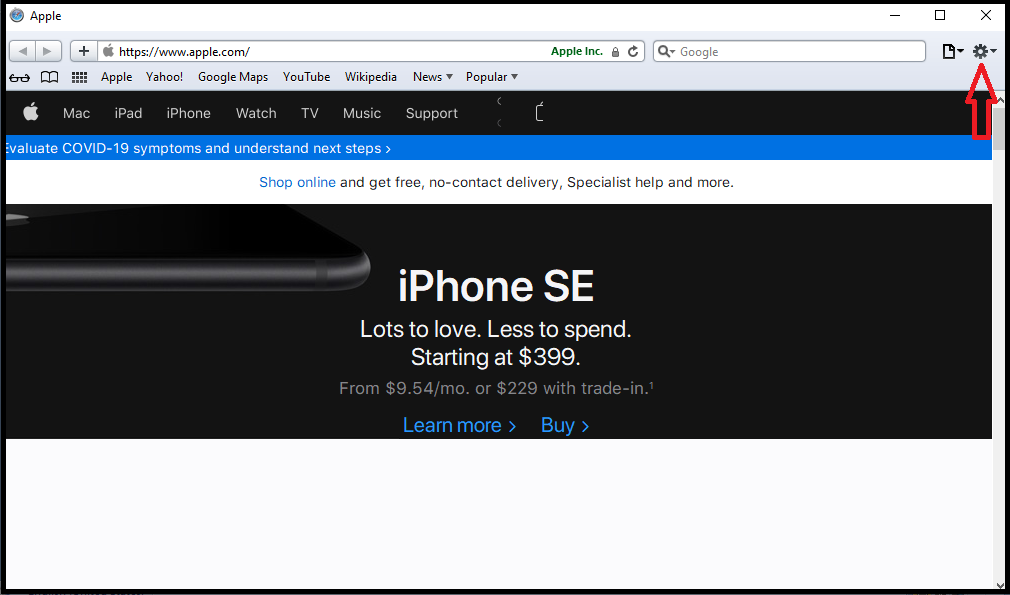 Apple
https://www.apple.com/ Apple Inc. Google
Apple Yahoo! Google Maps YouTube Wikipedia News Popular
Mac iPad iPhone Watch TV Music Support
Evaluate COVID-19 symptoms and understand next steps >
Shop online and get free, no-contact delivery, Specialist help and more.
iPhone SE
Lots to love. Less to spend.
Starting at $399.
From $9.54/mo. or $229 with trade-in.¹
Learn more > Buy >